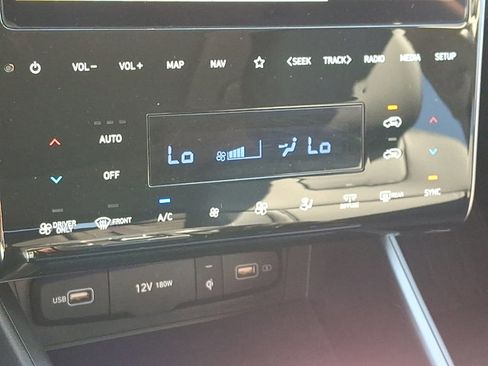 VOL− VOL+ MAP NAV ☆ <SEEK TRACK> RADIO MEDIA SETUP
AUTO
Lo Lo
OFF
DRIVER ONLY FRONT A/C REAR SYNC
USB 12V 180W